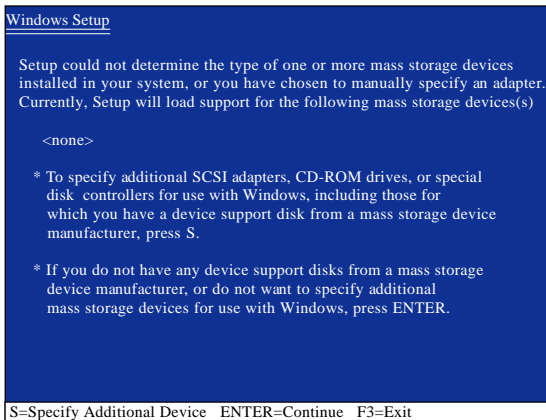 Windows Setup
Setup could not determine the type of one or more mass storage devices
installed in your system, or you have chosen to manually specify an adapter.
Currently, Setup will load support for the following mass storage devices(s)
<none>
* To specify additional SCSI adapters, CD-ROM drives, or special
disk controllers for use with Windows, including those for
which you have a device support disk from a mass storage device
manufacturer, press S.
* If you do not have any device support disks from a mass storage
device manufacturer, or do not want to specify additional
mass storage devices for use with Windows, press ENTER.
S=Specify Additional Device ENTER=Continue F3=Exit